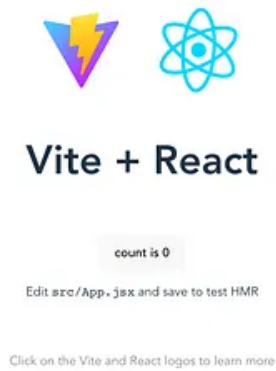 Vite + React
count is 0
Edit src/App.jsx and save to test HMR
Click on the Vite and React logos to learn more